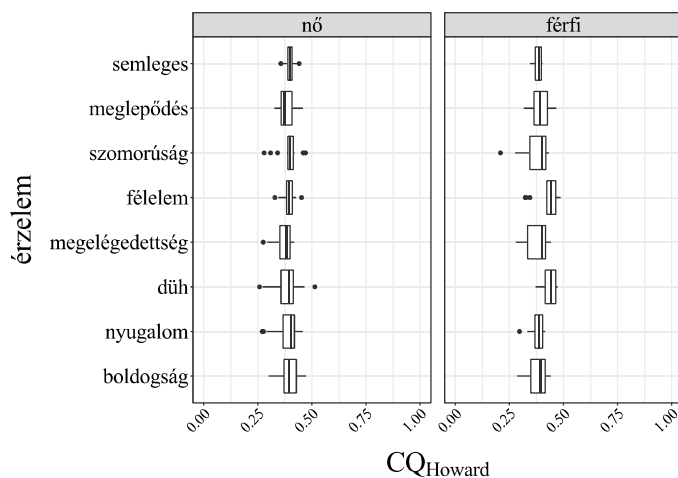 nő férfi
semleges
meglepődés
szomorúság
félelem
megelégedettség
düh
nyugalom
boldogság
érzelem
0.00 0.25 0.50 0.75 1.00 0.00 0.25 0.50 0.75 1.00
CQHoward